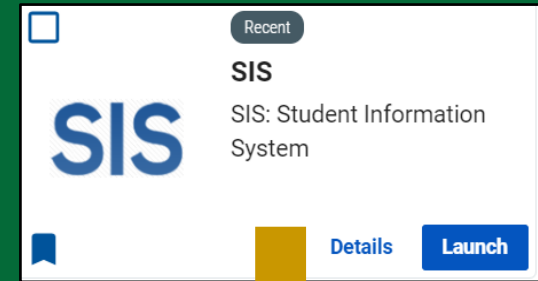 Recent
SIS
SIS
SIS: Student Information
System
Details
Launch